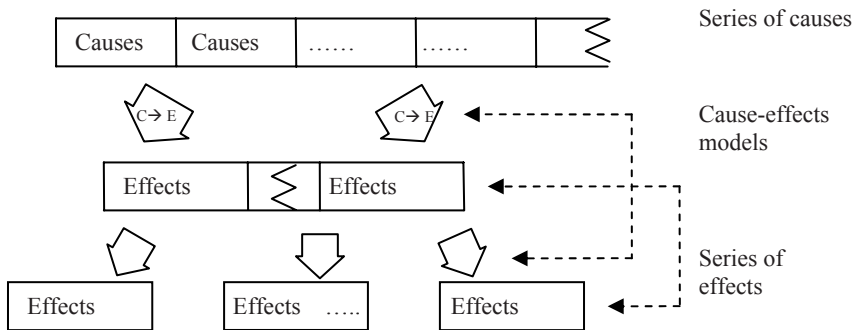 Series of causes
Causes Causes …… ……
C→ E C→ E
Cause-effects
models
Effects Effects
Series of
effects
Effects Effects ….. Effects